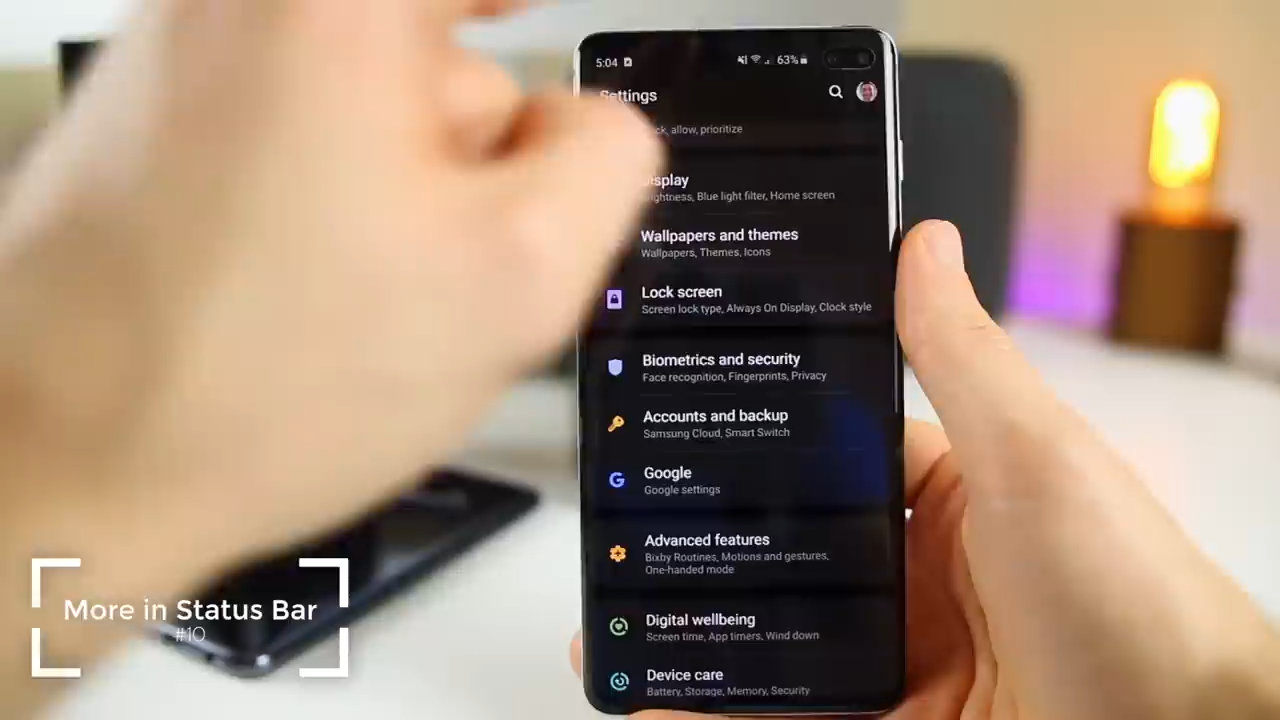 5:04
63%
Settings
ck, allow, prioritize
isplay
ightness, Blue light filter, Home screen
Wallpapers and themes
Wallpapers, Themes, Icons
Lock screen
Screen lock type, Always On Display, Clock style
Biometrics and security
Face recognition, Fingerprints, Privacy
Accounts and backup
Samsung Cloud, Smart Switch
G
Google
Google settings
Advanced features
Bixby Routines, Motions and gestures,
One-handed mode
Digital wellbeing
Screen time, App timers, Wind down
Device care
Battery, Storage, Memory, Security
More in Status Bar
#10